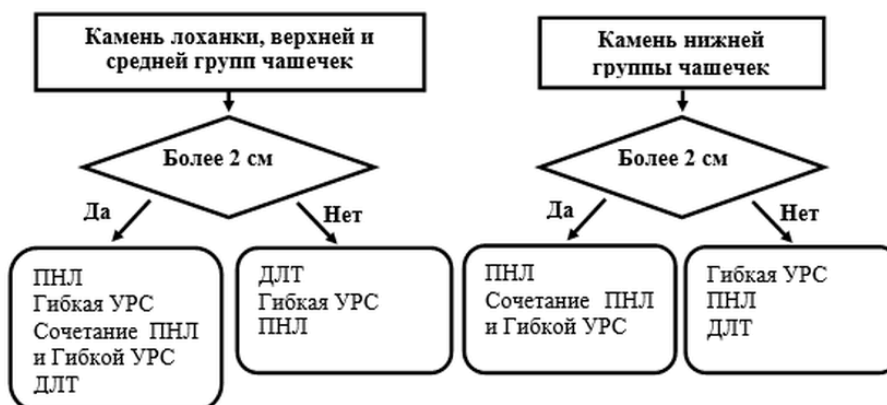 Камень лоханки, верхней и
средней групп чашечек
Более 2 см
Да
Нет
ПНЛ
Гибкая УРС
Сочетание ПНЛ
и Гибкой УРС
ДЛТ
ДЛТ
Гибкая УРС
ПНЛ
Камень нижней
группы чашечек
Более 2 см
Да
Нет
ПНЛ
Сочетание ПНЛ
и Гибкой УРС
Гибкая УРС
ПНЛ
ДЛТ